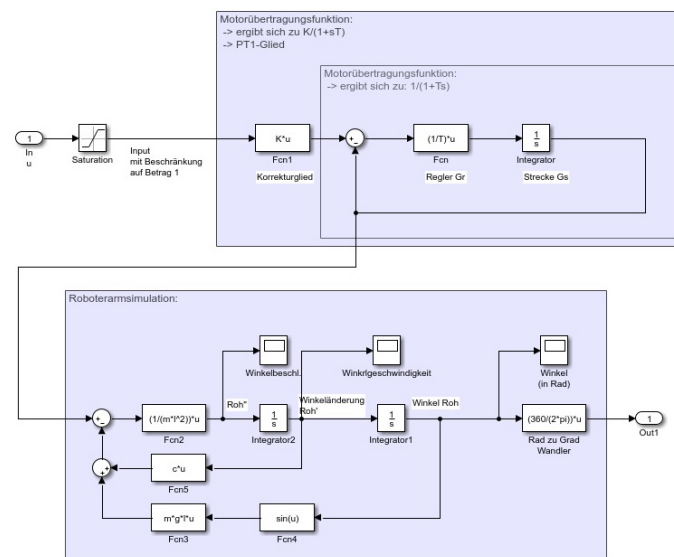 Motorübertragungsfunktion:
-> ergibt sich zu K/(1+sT)
-> PT1-Glied
Motorübertragungsfunktion:
-> ergibt sich zu: 1/(1+Ts)
1
In
u
Saturation
Input
mit Beschränkung
auf Betrag 1
K*u
Fcn1
Korrekturglied
(1/T)*u
Fcn
Regler Gr
1
s
Integrator
Strecke Gs
Roboterarmsimulation:
Winkelbeschl.
Winkrlgeschwindigkeit
Winkel
(in Rad)
(1/(m*l^2))*u
Fcn2
Roh"
1
s
Integrator2
Winkeländerung
Roh'
1
s
Integrator1
Winkel Roh
(360/(2*pi))*u
Rad zu Grad
Wandler
1
Out1
c*u
Fcn5
m*g*l*u
Fcn3
sin(u)
Fcn4